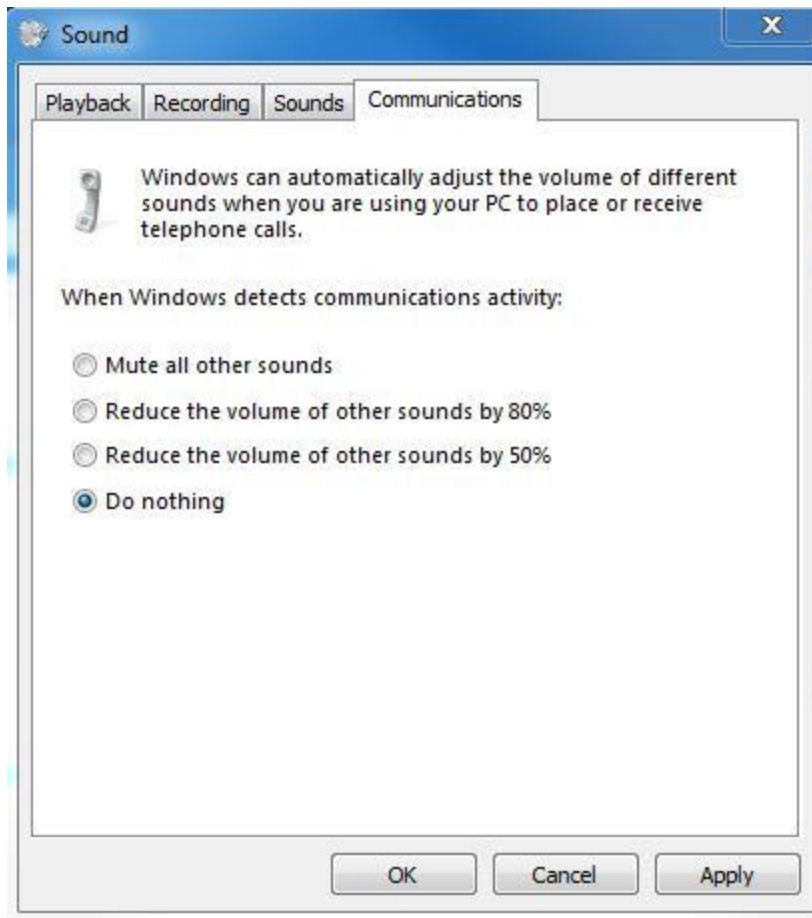 Sound
Playback Recording Sounds Communications
Windows can automatically adjust the volume of different
sounds when you are using your PC to place or receive
telephone calls.
When Windows detects communications activity:
Mute all other sounds
Reduce the volume of other sounds by 80%
Reduce the volume of other sounds by 50%
Do nothing
OK Cancel Apply